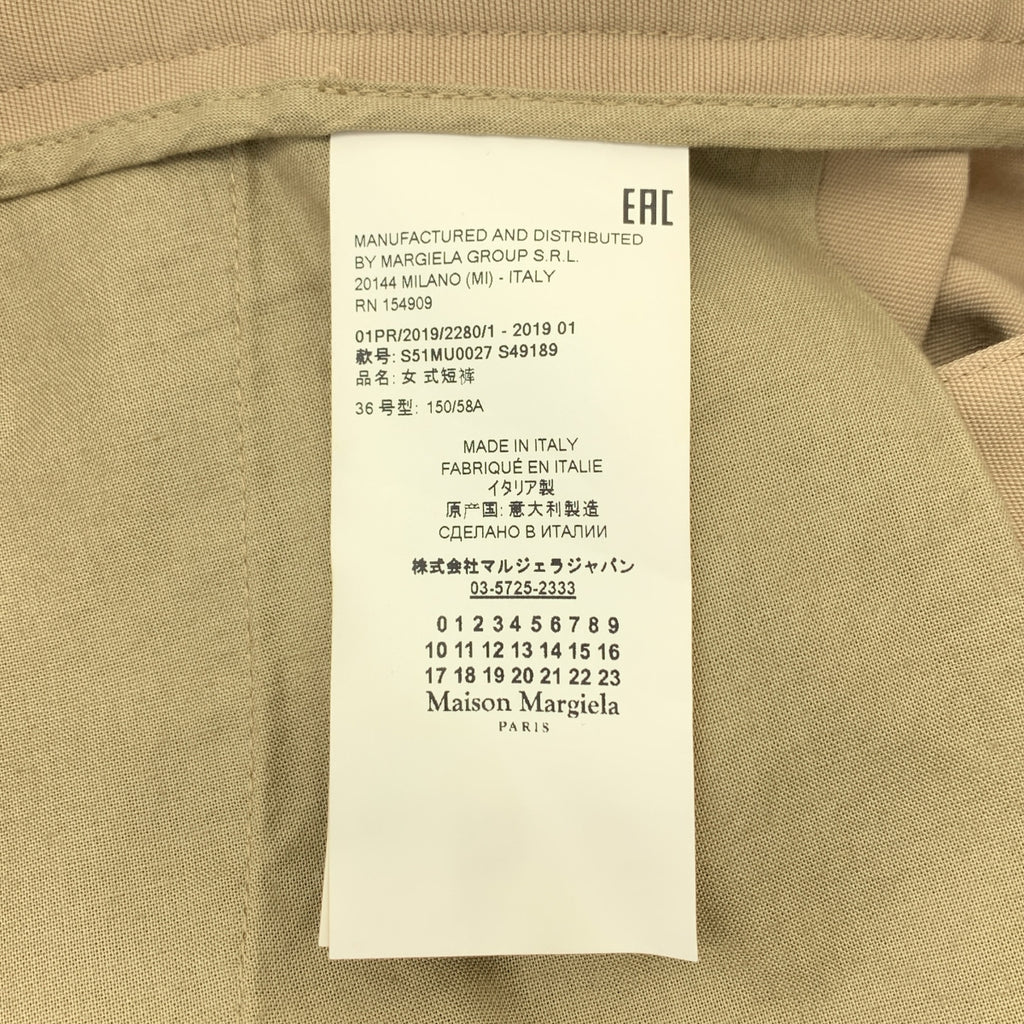 EAC
MANUFACTURED AND DISTRIBUTED
BY MARGIELA GROUP S.R.L.
20144 MILANO (MI) - ITALY
RN 154909
01PR/2019/2280/1 - 2019 01
款号: S51MU0027 S49189
品名: 女式短裤
36 号型: 150/58A
MADE IN ITALY
FABRIQUÉ EN ITALIE
イタリア製
原产国: 意大利製造
СДЕЛАНО В ИТАЛИИ
株式会社マルジェラジャパン
03-5725-2333
0 1 2 3 4 5 6 7 8 9
10 11 12 13 14 15 16
17 18 19 20 21 22 23
Maison Margiela
PARIS